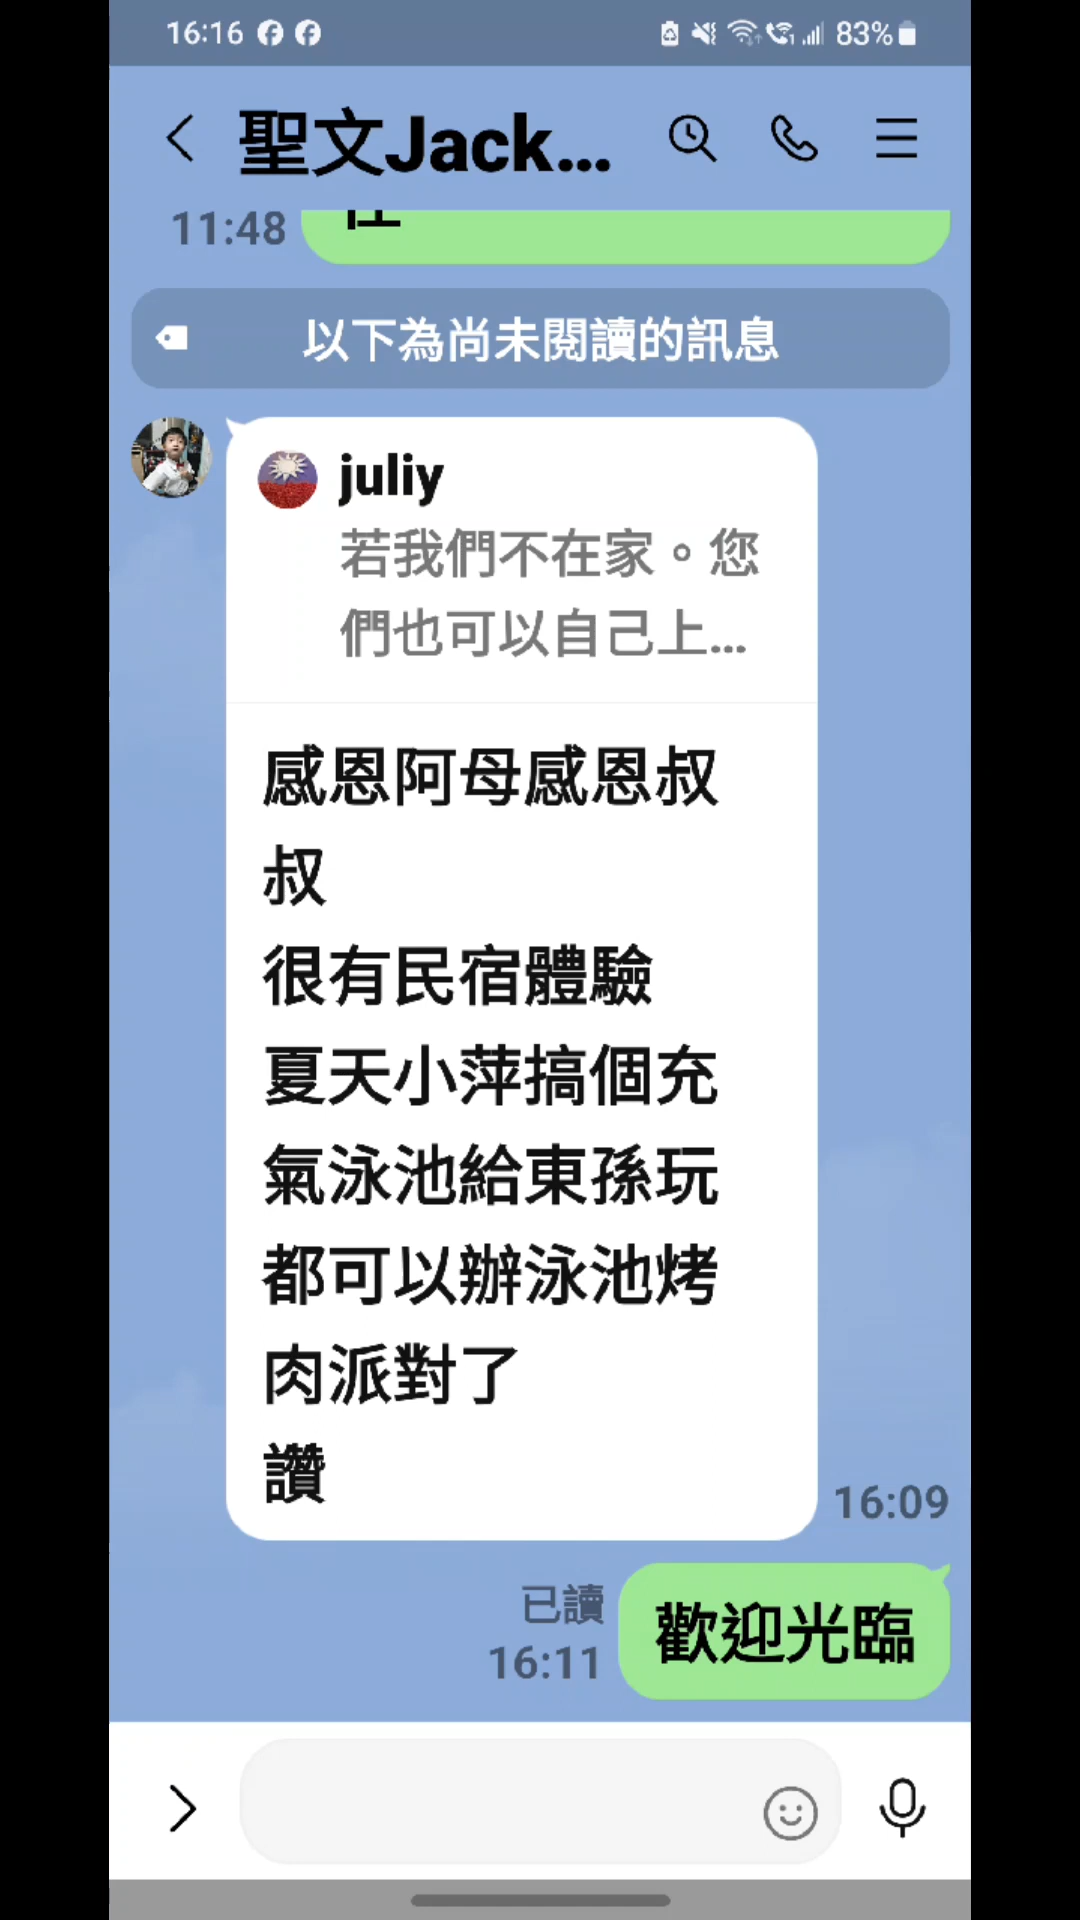 16:16
83%
聖文Jack...
11:48
以下為尚未閱讀的訊息
juliy
若我們不在家。您
們也可以自己上...
感恩阿母感恩叔
叔
很有民宿體驗
夏天小萍搞個充
氣泳池給東孫玩
都可以辦泳池烤
肉派對了
讚
16:09
已讀
16:11
歡迎光臨